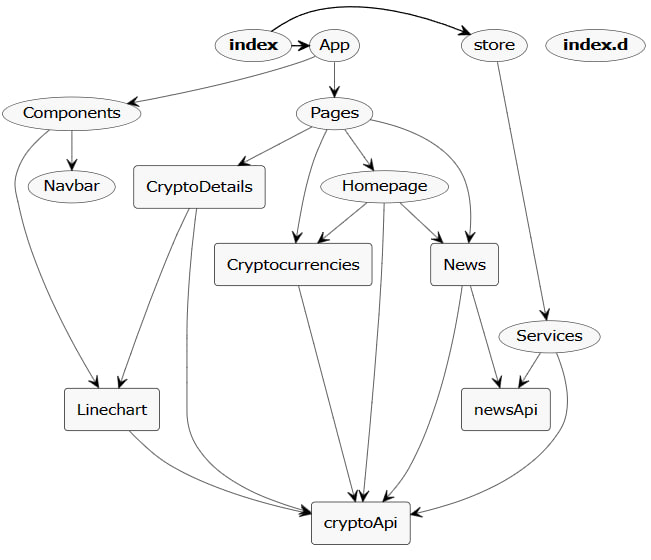 index
App
store
index.d
Components
Pages
CryptoDetails
Navbar
Homepage
Cryptocurrencies
News
Services
Linechart
newsApi
cryptoApi